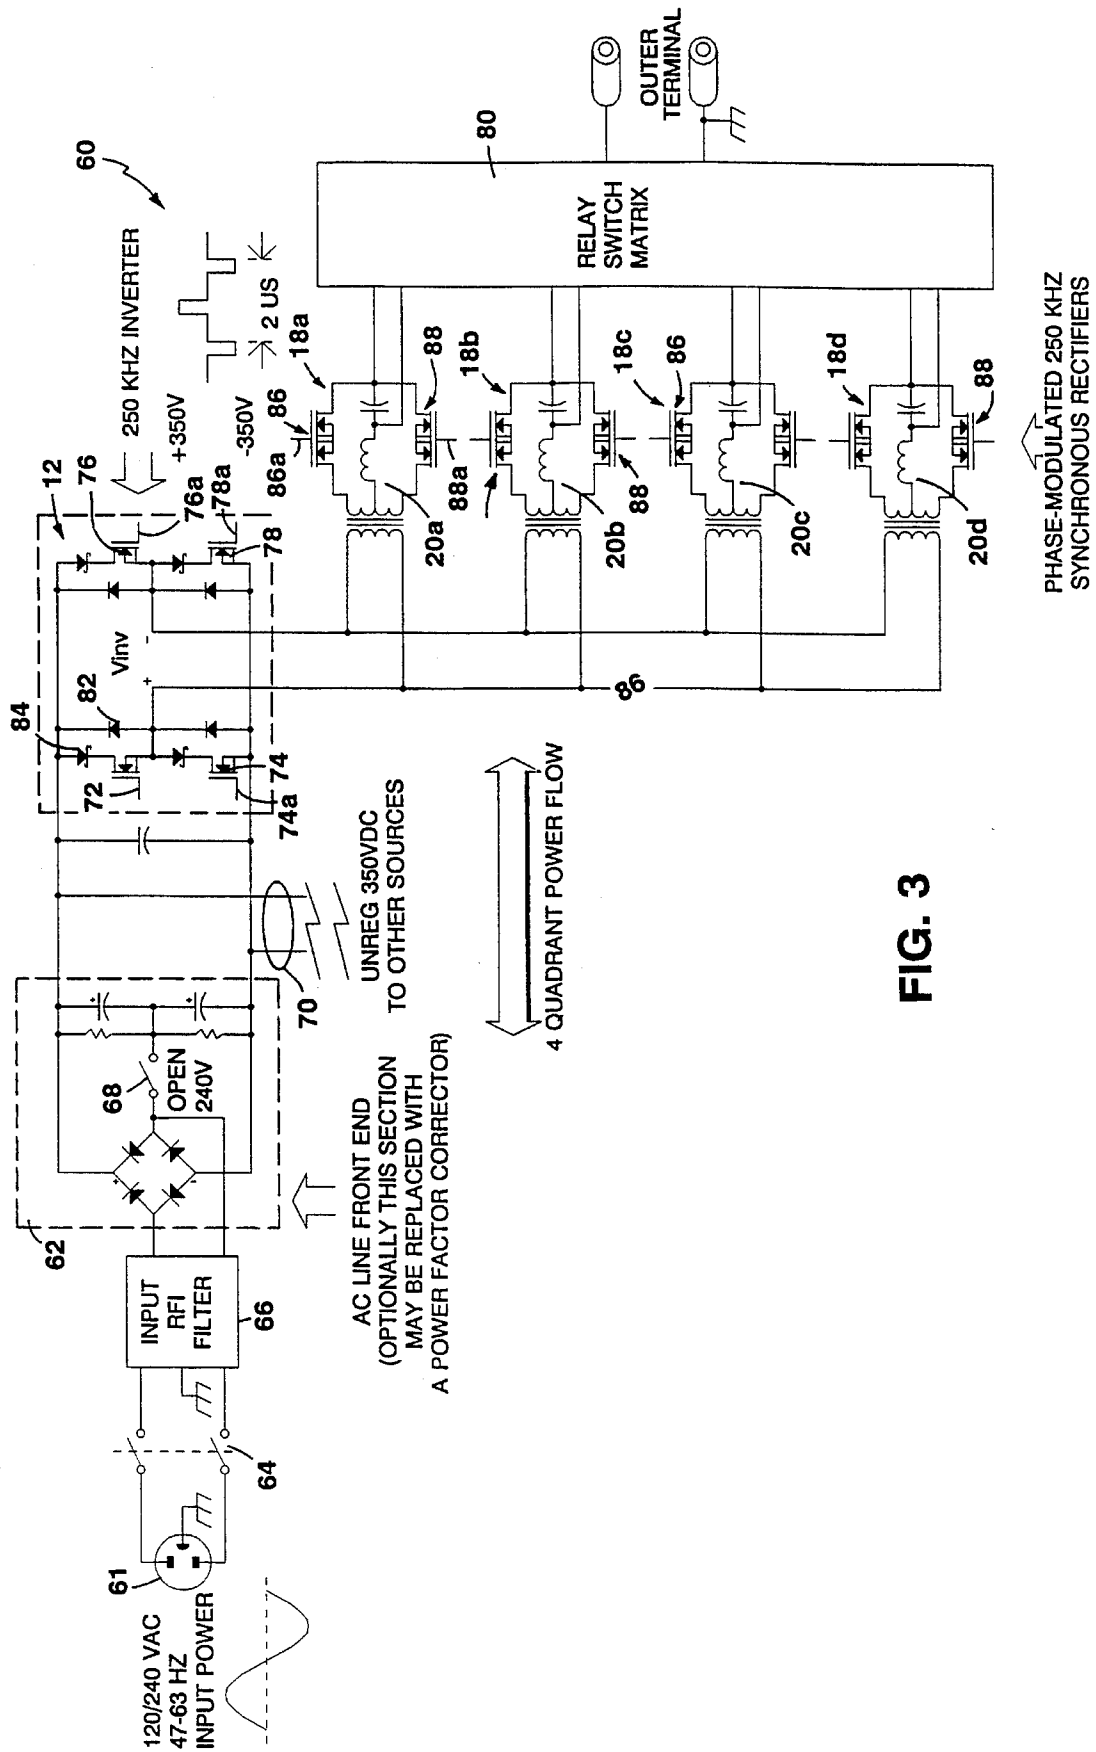 120/240 VAC
47-63 HZ
INPUT POWER
61
64
INPUT
RFI
FILTER
66
62
68
OPEN
240V
+
-
+
+
AC LINE FRONT END
(OPTIONALLY THIS SECTION
MAY BE REPLACED WITH
A POWER FACTOR CORRECTOR)
70
UNREG 350VDC
TO OTHER SOURCES
4 QUADRANT POWER FLOW
84
82
72
74
74a
+
Vinv
-
12
76
76a
78a
78
250 KHZ INVERTER
+350V
-350V
2 US
60
86
86a
86
18a
88
88a
20a
18b
88
20b
18c
86
20c
18d
88
20d
RELAY
SWITCH
MATRIX
80
OUTER
TERMINAL
PHASE-MODULATED 250 KHZ
SYNCHRONOUS RECTIFIERS
FIG. 3